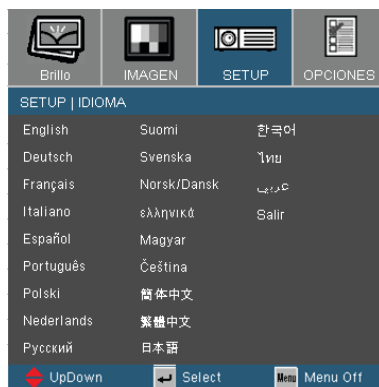 Brillo IMAGEN SETUP OPCIONES
SETUP | IDIOMA
English Suomi 한국어
Deutsch Svenska ไทย
Français Norsk/Dansk عربي
Italiano ελληνικά Salir
Español Magyar
Português Čeština
Polski 简体中文
Nederlands 繁體中文
Русский 日本語
UpDown Select Menu Menu Off